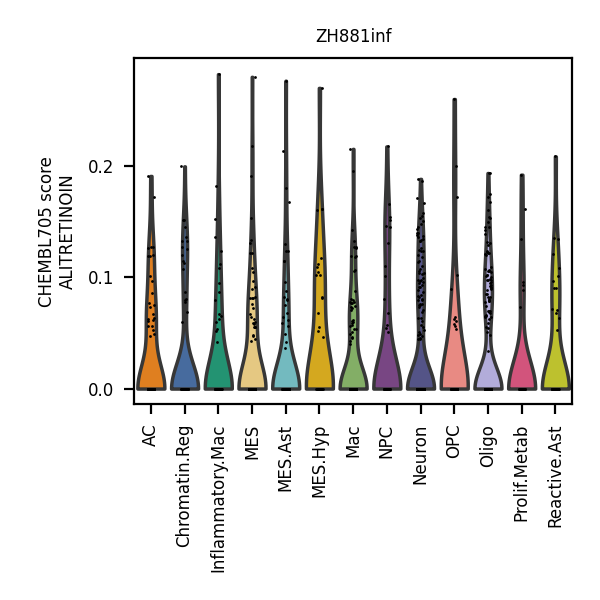 ZH881inf
CHEMBL705 score
ALITRETINOIN
0.2
0.1
0.0
AC
Chromatin.Reg
Inflammatory.Mac
MES
MES.Ast
MES.Hyp
Mac
NPC
Neuron
OPC
Oligo
Prolif.Metab
Reactive.Ast